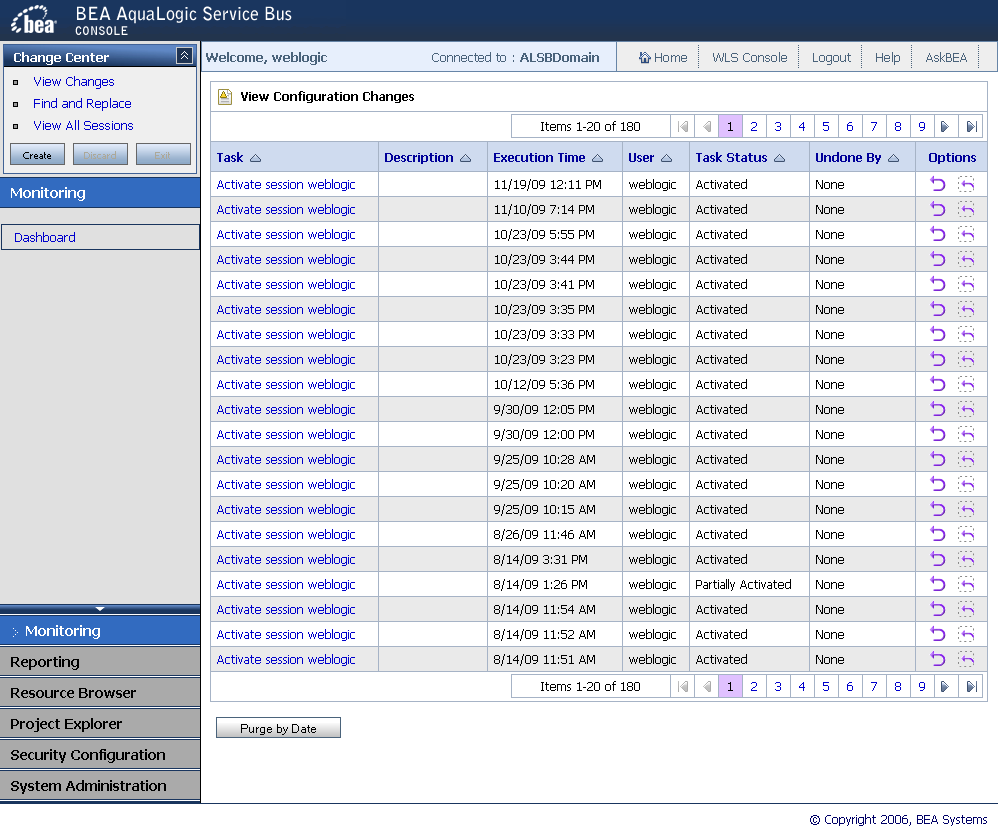 bea
BEA AquaLogic Service Bus
CONSOLE
Change Center
View Changes
Find and Replace
View All Sessions
Create Discard Exit
Monitoring
Dashboard
Monitoring
Reporting
Resource Browser
Project Explorer
Security Configuration
System Administration
Welcome, weblogic Connected to : ALSBDomain Home WLS Console Logout Help AskBEA
View Configuration Changes
Items 1-20 of 180 1 2 3 4 5 6 7 8 9
Task Description Execution Time User Task Status Undone By Options
Activate session weblogic 11/19/09 12:11 PM weblogic Activated None
Activate session weblogic 11/10/09 7:14 PM weblogic Activated None
Activate session weblogic 10/23/09 5:55 PM weblogic Activated None
Activate session weblogic 10/23/09 3:44 PM weblogic Activated None
Activate session weblogic 10/23/09 3:41 PM weblogic Activated None
Activate session weblogic 10/23/09 3:35 PM weblogic Activated None
Activate session weblogic 10/23/09 3:33 PM weblogic Activated None
Activate session weblogic 10/23/09 3:23 PM weblogic Activated None
Activate session weblogic 10/12/09 5:36 PM weblogic Activated None
Activate session weblogic 9/30/09 12:05 PM weblogic Activated None
Activate session weblogic 9/30/09 12:00 PM weblogic Activated None
Activate session weblogic 9/25/09 10:28 AM weblogic Activated None
Activate session weblogic 9/25/09 10:20 AM weblogic Activated None
Activate session weblogic 9/25/09 10:15 AM weblogic Activated None
Activate session weblogic 8/26/09 11:46 AM weblogic Activated None
Activate session weblogic 8/14/09 3:31 PM weblogic Activated None
Activate session weblogic 8/14/09 1:26 PM weblogic Partially Activated None
Activate session weblogic 8/14/09 11:54 AM weblogic Activated None
Activate session weblogic 8/14/09 11:52 AM weblogic Activated None
Activate session weblogic 8/14/09 11:51 AM weblogic Activated None
Items 1-20 of 180 1 2 3 4 5 6 7 8 9
Purge by Date
© Copyright 2006, BEA Systems